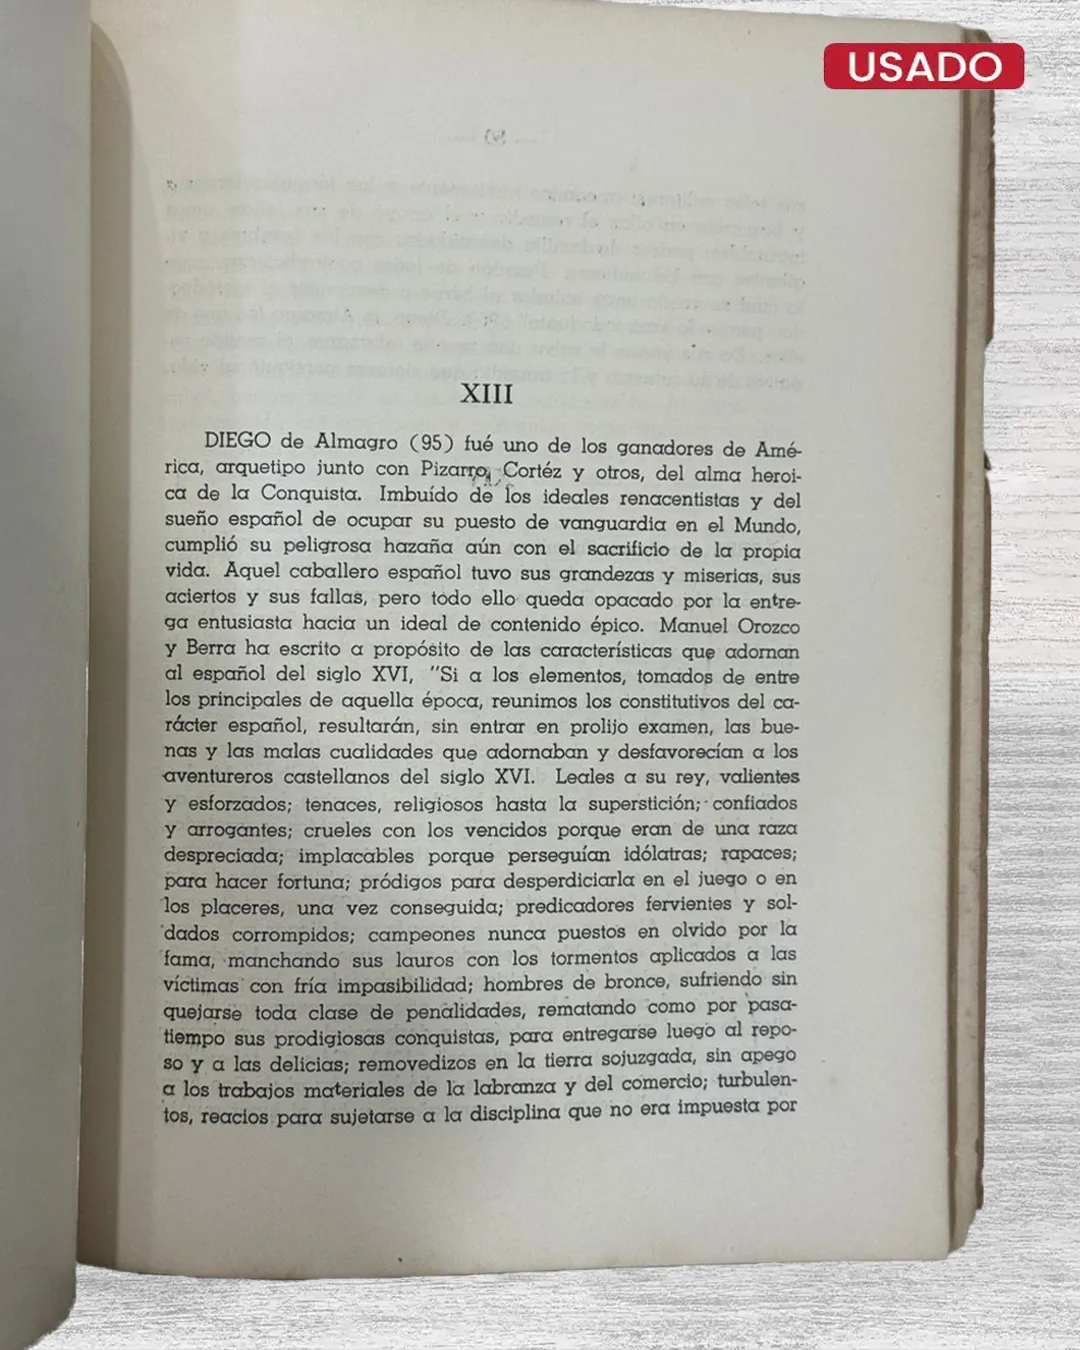 USADO
XIII
DIEGO de Almagro (95) fué uno de los ganadores de Amé-
rica, arquetipo junto con Pizarro, Cortéz y otros, del alma heroi-
ca de la Conquista. Imbuído de los ideales renacentistas y del
sueño español de ocupar su puesto de vanguardia en el Mundo,
cumplió su peligrosa hazaña aún con el sacrificio de la propia
vida. Aquel caballero español tuvo sus grandezas y miserias, sus
aciertos y sus fallas, pero todo ello queda opacado por la entre-
ga entusiasta hacia un ideal de contenido épico. Manuel Orozco
y Berra ha escrito a propósito de las características que adornan
al español del siglo XVI, "Si a los elementos, tomados de entre
los principales de aquella época, reunimos los constitutivos del ca-
rácter español, resultarán, sin entrar en prolijo examen, las bue-
nas y las malas cualidades que adornaban y desfavorecían a los
aventureros castellanos del siglo XVI. Leales a su rey, valientes
y esforzados; tenaces, religiosos hasta la superstición; confiados
y arrogantes; crueles con los vencidos porque eran de una raza
despreciada; implacables porque perseguían idólatras; rapaces;
para hacer fortuna; pródigos para desperdiciarla en el juego o en
los placeres, una vez conseguida; predicadores fervientes y sol-
dados corrompidos; campeones nunca puestos en olvido por la
fama, manchando sus lauros con los tormentos aplicados a las
víctimas con fría impasibilidad; hombres de bronce, sufriendo sin
quejarse toda clase de penalidades, rematando como por pasa-
tiempo sus prodigiosas conquistas, para entregarse luego al repo-
so y a las delicias; removedizos en la tierra sojuzgada, sin apego
a los trabajos materiales de la labranza y del comercio; turbulen-
tos, reacios para sujetarse a la disciplina que no era impuesta por